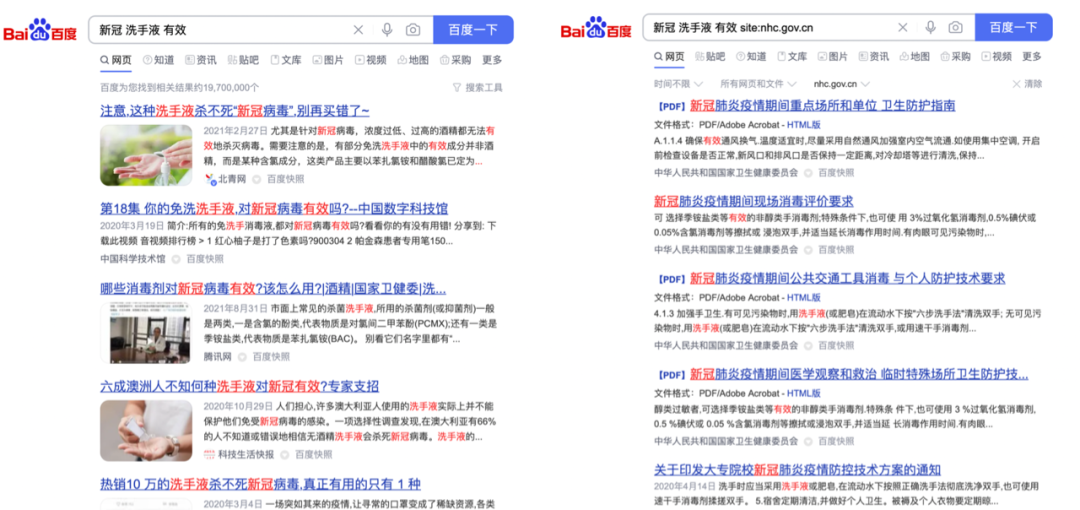 Bai du 百度
新冠 洗手液 有效
百度一下
网页 知道 资讯 贴吧 文库 图片 视频 地图 采购 更多
百度为您找到相关结果约19,700,000个
搜索工具
注意,这种洗手液杀不死"新冠病毒",别再买错了~
2021年2月27日 尤其是针对新冠病毒，浓度过低、过高的酒精都无法有
效地杀灭病毒。需要注意的是，有部分免洗洗手液中的有效成分并非酒
精，而是某种含氯成分，这类产品主要以苯扎氯铵和醋酸氯已定为...
北青网 百度快照
第18集 你的免洗洗手液,对新冠病毒有效吗?--中国数字科技馆
2020年3月19日 简介:所有的免洗手消毒液,都对新冠病毒有效吗?看看你的有没有用错! 分享到: 下
载此视频 音视频排行榜 > 1 红心柚子是打了色素吗?900304 2 帕金森患者专用笔150...
中国科学技术馆 百度快照
哪些消毒剂对新冠病毒有效?该怎么用?|酒精|国家卫健委|洗...
2021年8月31日 市面上常见的杀菌洗手液,所用的杀菌剂(或抑菌剂)一般
是两类,一是含氯的酚类,代表物质是对氯间二甲苯酚(PCMX);还有一类是
季铵盐类,代表物质是苯扎氯铵(BAC)。 别看它们名字里都有"...
腾讯网 百度快照
六成澳洲人不知何种洗手液对新冠有效?专家支招
2020年10月29日 人们担心,许多澳大利亚人使用的洗手液实际上并不能
保护他们免受新冠病毒的感染。一项选择性调查发现,在澳大利亚有66%
的人不知道或错误地相信无酒精洗手液会杀死新冠病毒。洗手液的...
科技生活快报 百度快照
热销10 万的洗手液杀不死新冠病毒,真正有用的只有 1 种
2020年3月4日 一场突如其来的疫情,让寻常的口罩变成了稀缺资源,各类
Bai du 百度
新冠 洗手液 有效 site:nhc.gov.cn
百度一下
网页 贴吧 知道 文库 图片 资讯 地图 采购 视频 更多
时间不限 所有网页和文件 nhc.gov.cn 清除
【PDF】新冠肺炎疫情期间重点场所和单位 卫生防护指南
文件格式：PDF/Adobe Acrobat - HTML版
A.1.1.4 确保有效通风换气.温度适宜时,尽量采用自然通风加强室内空气流通.如使用集中空调, 开启
前检查设备是否正常,新风口和排风口是否保持一定距离,对冷却塔等进行清洗,保持...
中华人民共和国国家卫生健康委员会 百度快照
新冠肺炎疫情期间现场消毒评价要求
可 选择季铵盐类等有效的非醇类手消毒剂;特殊条件下,也可使 用 3%过氧化氢消毒剂,0.5%碘伏或
0.05%含氯消毒剂等擦拭或 浸泡双手,并适当延长消毒作用时间.有肉眼可见污染物时,...
中华人民共和国国家卫生健康委员会 百度快照
【PDF】新冠肺炎疫情期间公共交通工具消毒 与个人防护技术要求
文件格式：PDF/Adobe Acrobat - HTML版
4.1.3 加强手卫生.有可见污染物时,用洗手液(或肥皂)在流动水下按"六步洗手法"清洗双手; 无可见污
染物时,用洗手液(或肥皂)在流动水下按"六步洗手法"清洗双手,或用速干手消毒剂...
中华人民共和国国家卫生健康委员会 百度快照
【PDF】新冠肺炎疫情期间医学观察和救治 临时特殊场所卫生防护技...
文件格式：PDF/Adobe Acrobat - HTML版
醇类过敏者,可选择季铵盐类等有效的非醇类手消毒剂.特殊条 件下,也可使用 3 %过氧化氢消毒剂,
0.5 %碘伏或 0.05 %含氯消毒剂等擦拭或浸泡双手,并适当延 长消毒作用时间.有肉眼...
中华人民共和国国家卫生健康委员会 百度快照
关于印发大专院校新冠肺炎疫情防控技术方案的通知
2020年4月14日 洗手时应当采用洗手液或肥皂,在流动水下按照正确洗手法彻底洗净双手,也可使用
速干手消毒剂揉搓双手。 5.宿舍定期清洁,并做好个人卫生。被褥及个人衣物要定期晾...